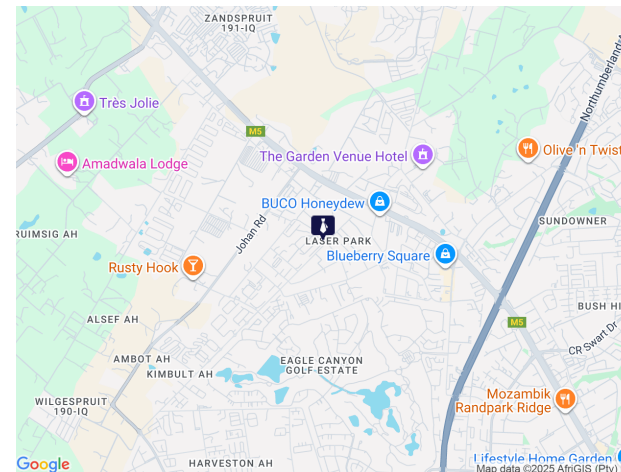 ZANDSPRUIT
191-IQ
Très Jolie
M5
Northumberland
The Garden Venue Hotel
Olive 'n Twist
Amadwala Lodge
BUCO Honeydew
Johan Rd
SUNDOWNER
RUIMSIG AH
LASER PARK
Blueberry Square
Rusty Hook
BUSH HI
ALSEF AH
M5
CR Swart Dr
AMBOT AH
EAGLE CANYON
GOLF ESTATE
KIMBULT AH
Mozambik
Randpark Ridge
WILGESPRUIT
190-IQ
Lifestyle Home Garden
HARVESTON AH
Google
Map data ©2025 AfriGIS (Pty)